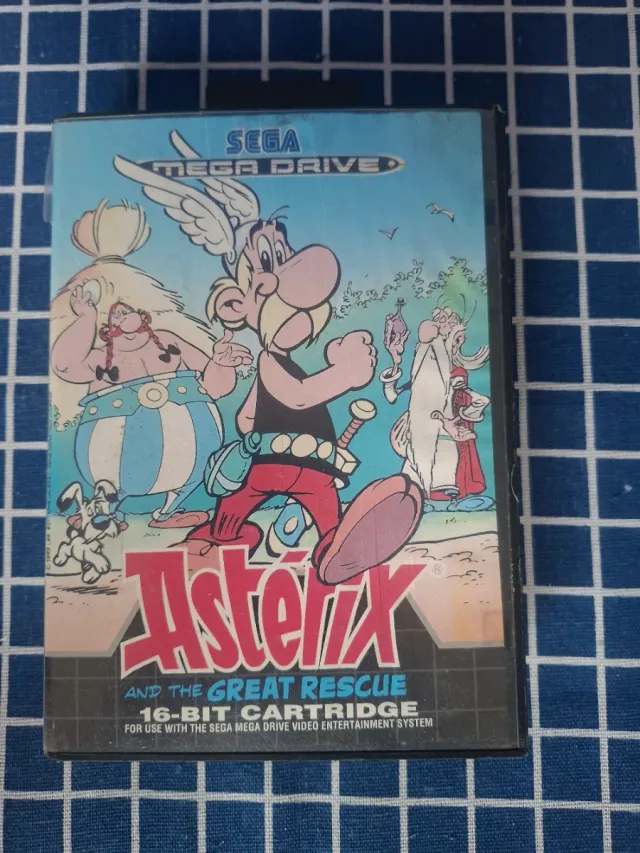 SEGA
MEGA DRIVE
Astérix®
AND THE GREAT RESCUE
16-BIT CARTRIDGE
FOR USE WITH THE SEGA MEGA DRIVE VIDEO ENTERTAINMENT SYSTEM